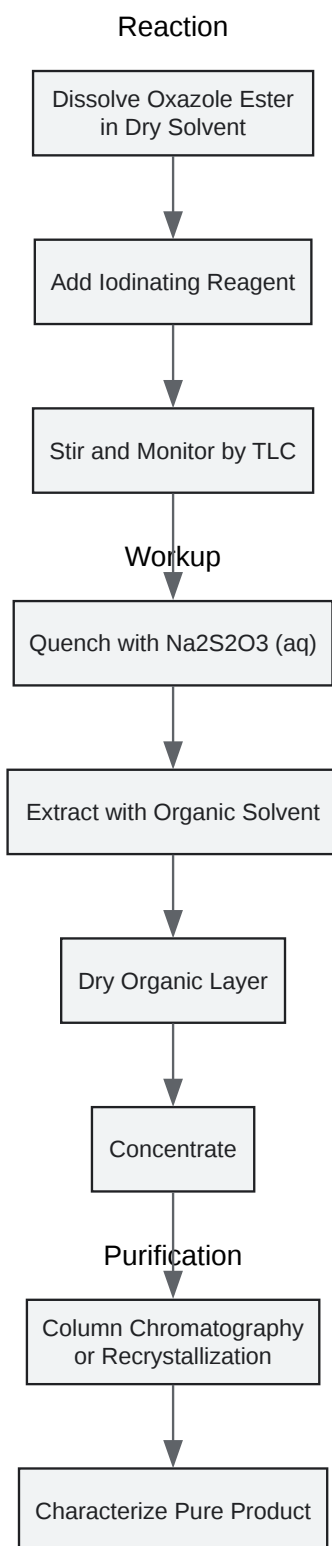 Reaction
Dissolve Oxazole Ester
in Dry Solvent
Add Iodinating Reagent
Stir and Monitor by TLC
Workup
Quench with Na2S2O3 (aq)
Extract with Organic Solvent
Dry Organic Layer
Concentrate
Purification
Column Chromatography
or Recrystallization
Characterize Pure Product